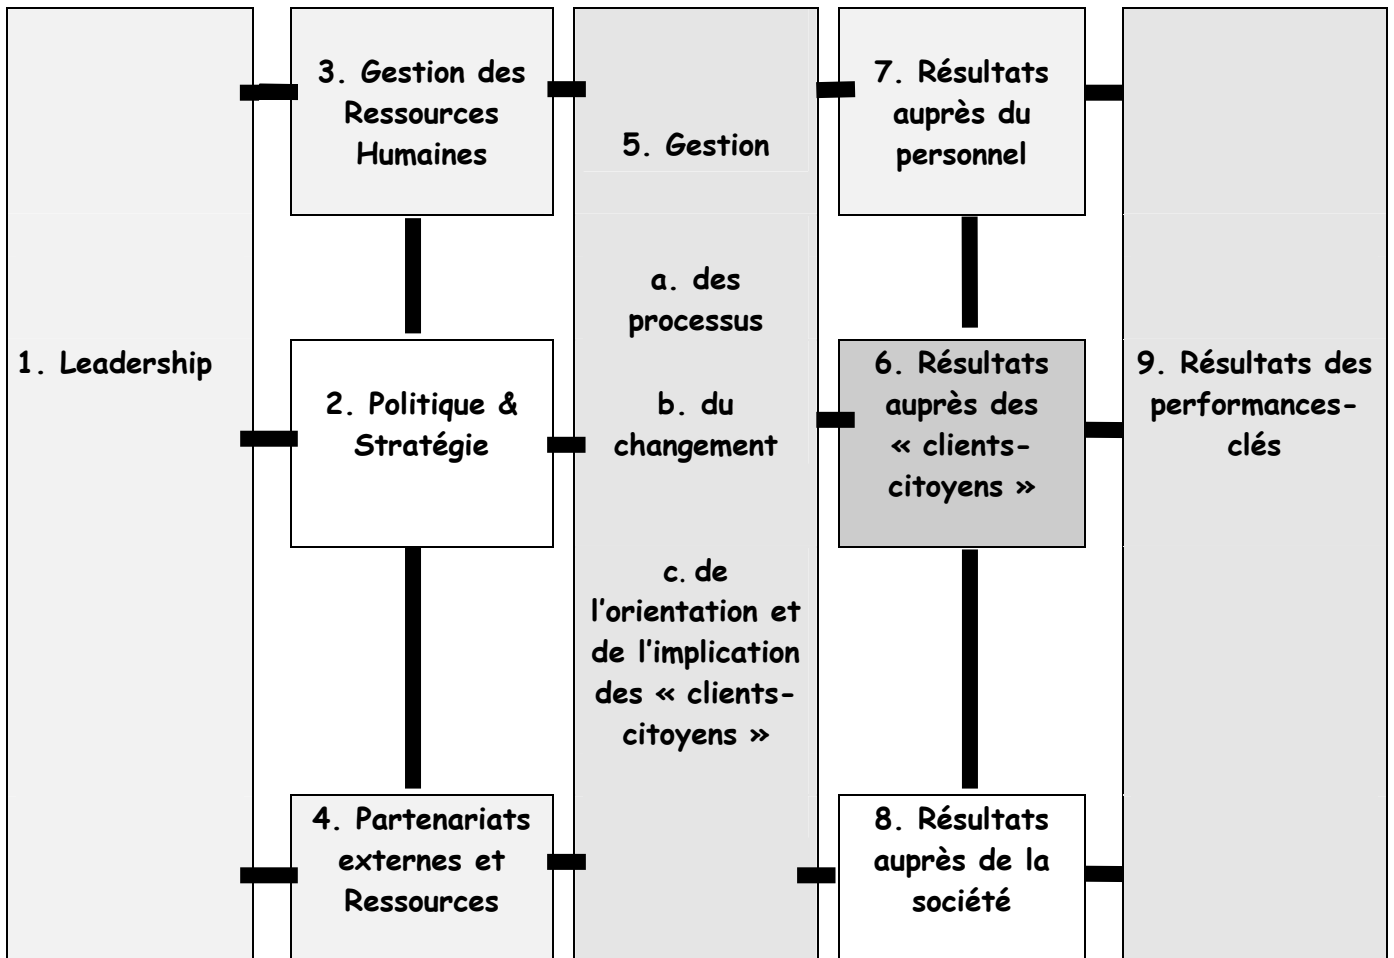 1. Leadership
3. Gestion des
Ressources
Humaines
2. Politique &
Stratégie
4. Partenariats
externes et
Ressources
5. Gestion
a. des
processus
b. du
changement
c. de
l'orientation et
de l'implication
des « clients-
citoyens »
7. Résultats
auprès du
personnel
6. Résultats
auprès des
« clients-
citoyens »
8. Résultats
auprès de la
société
9. Résultats des
performances-
clés